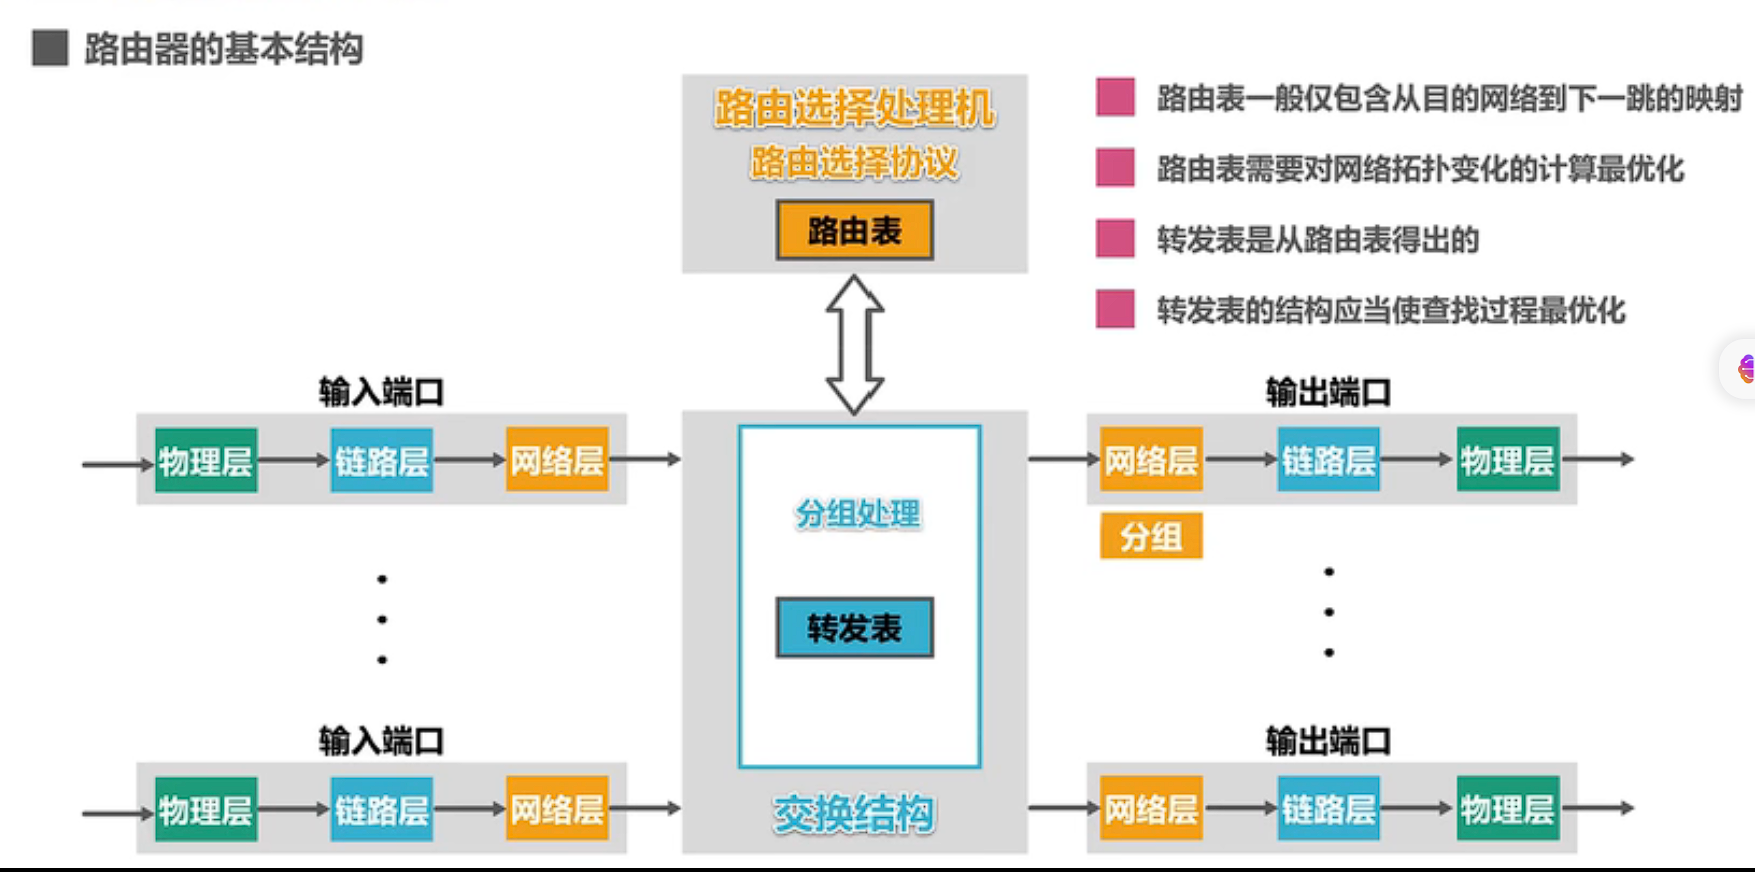 路由器的基本结构
路由选择处理机
路由选择协议
路由表
路由表一般仅包含从目的网络到下一跳的映射
路由表需要对网络拓扑变化的计算最优化
转发表是从路由表得出的
转发表的结构应当使查找过程最优化
输入端口
物理层 链路层 网络层
分组处理
转发表
交换结构
输出端口
网络层 链路层 物理层
分组
输入端口
物理层 链路层 网络层
输出端口
网络层 链路层 物理层